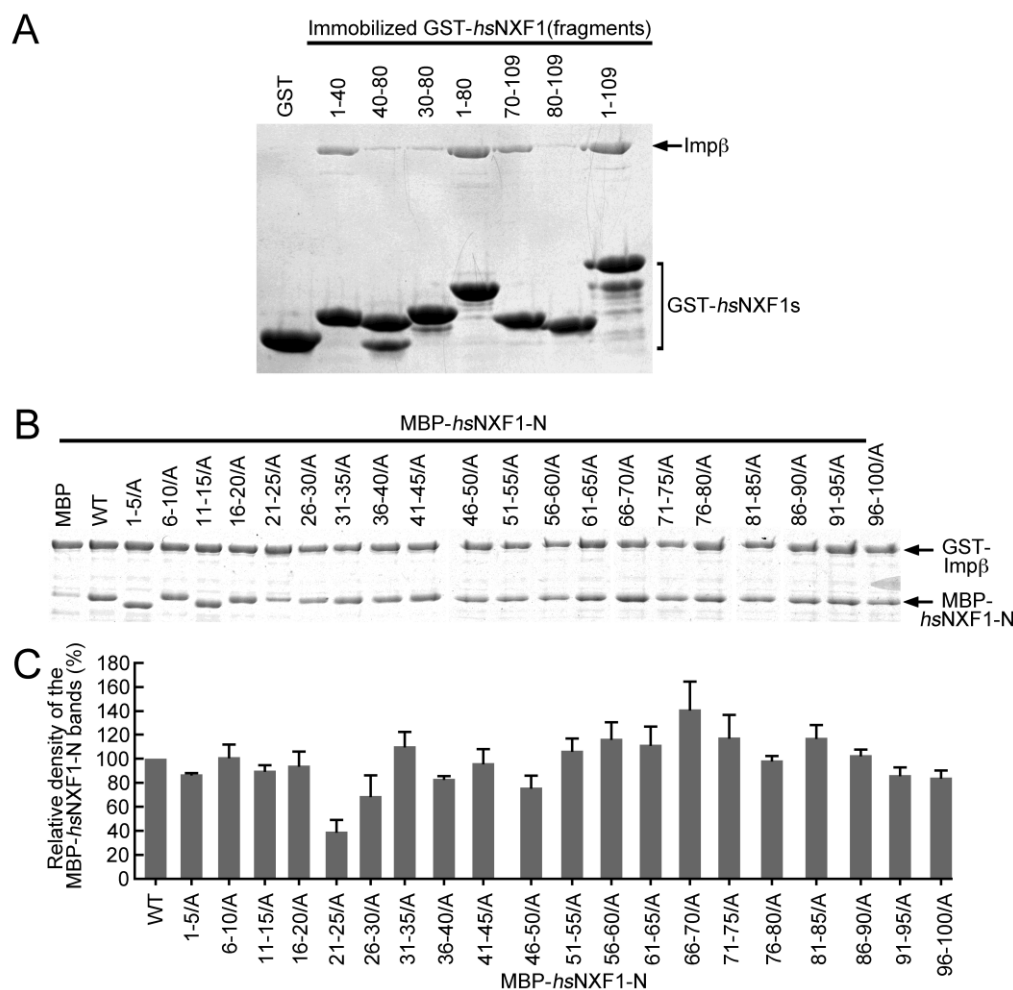 A
Immobilized GST-hsNXF1(fragments)
GST
1-40
40-80
30-80
1-80
70-109
80-109
1-109
Impβ
GST-hsNXF1s
B
MBP-hsNXF1-N
MBP
WT
1-5/A
6-10/A
11-15/A
16-20/A
21-25/A
26-30/A
31-35/A
36-40/A
41-45/A
46-50/A
51-55/A
56-60/A
61-65/A
66-70/A
71-75/A
76-80/A
81-85/A
86-90/A
91-95/A
96-100/A
GST-
Impβ
MBP-
hsNXF1-N
C
Relative density of the
MBP-hsNXF1-N bands (%)
180
160
140
120
100
80
60
40
20
0
WT
1-5/A
6-10/A
11-15/A
16-20/A
21-25/A
26-30/A
31-35/A
36-40/A
41-45/A
46-50/A
51-55/A
56-60/A
61-65/A
66-70/A
71-75/A
76-80/A
81-85/A
86-90/A
91-95/A
96-100/A
MBP-hsNXF1-N